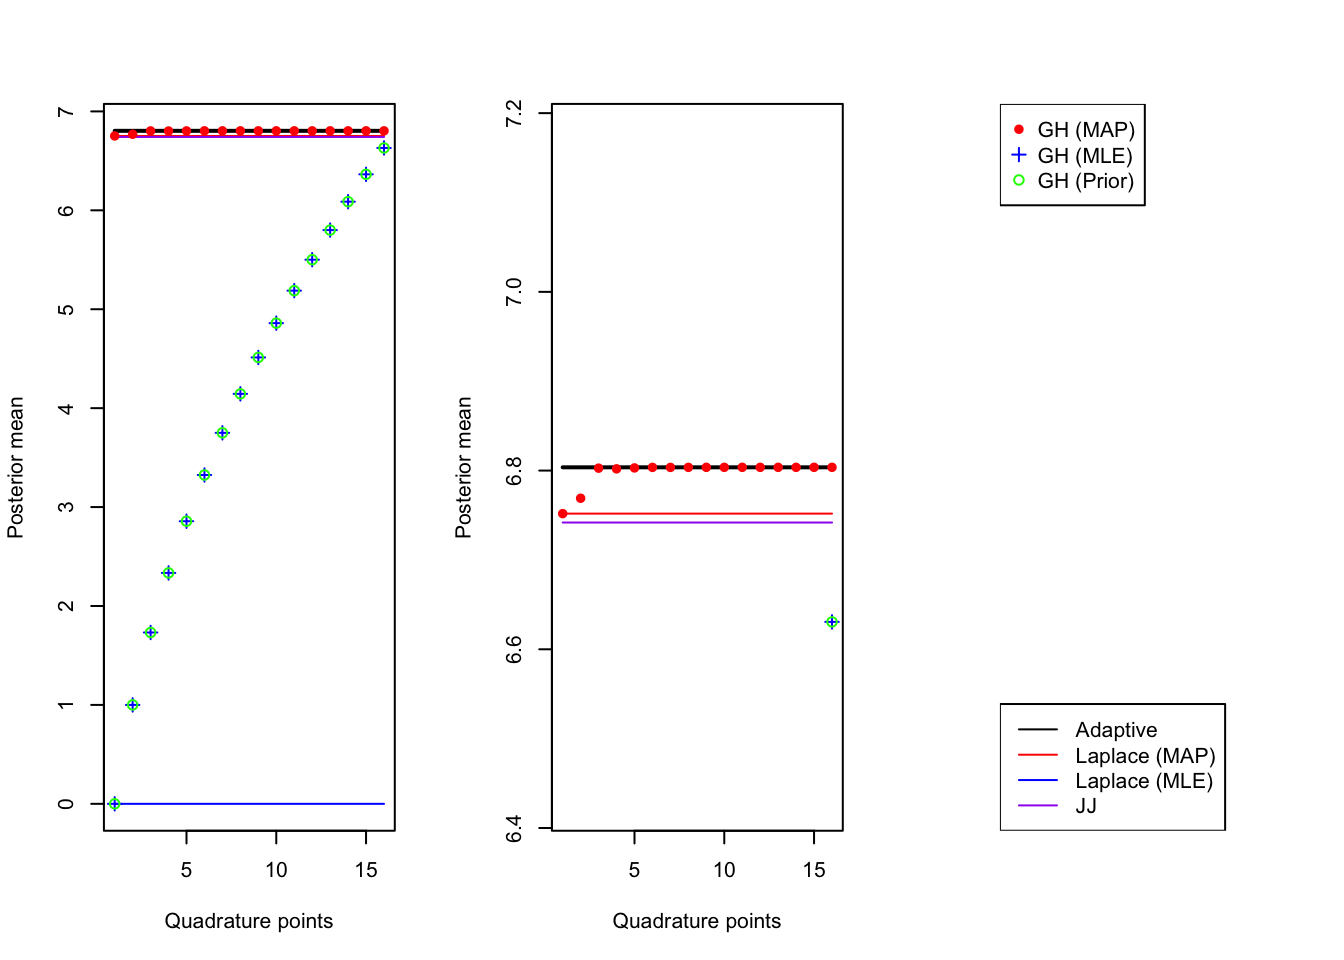 Posterior mean
7
6
5
4
3
2
1
0
5 10 15
Quadrature points
Posterior mean
7.2
7.0
6.8
6.6
6.4
5 10 15
Quadrature points
GH (MAP)
GH (MLE)
GH (Prior)
Adaptive
Laplace (MAP)
Laplace (MLE)
JJ